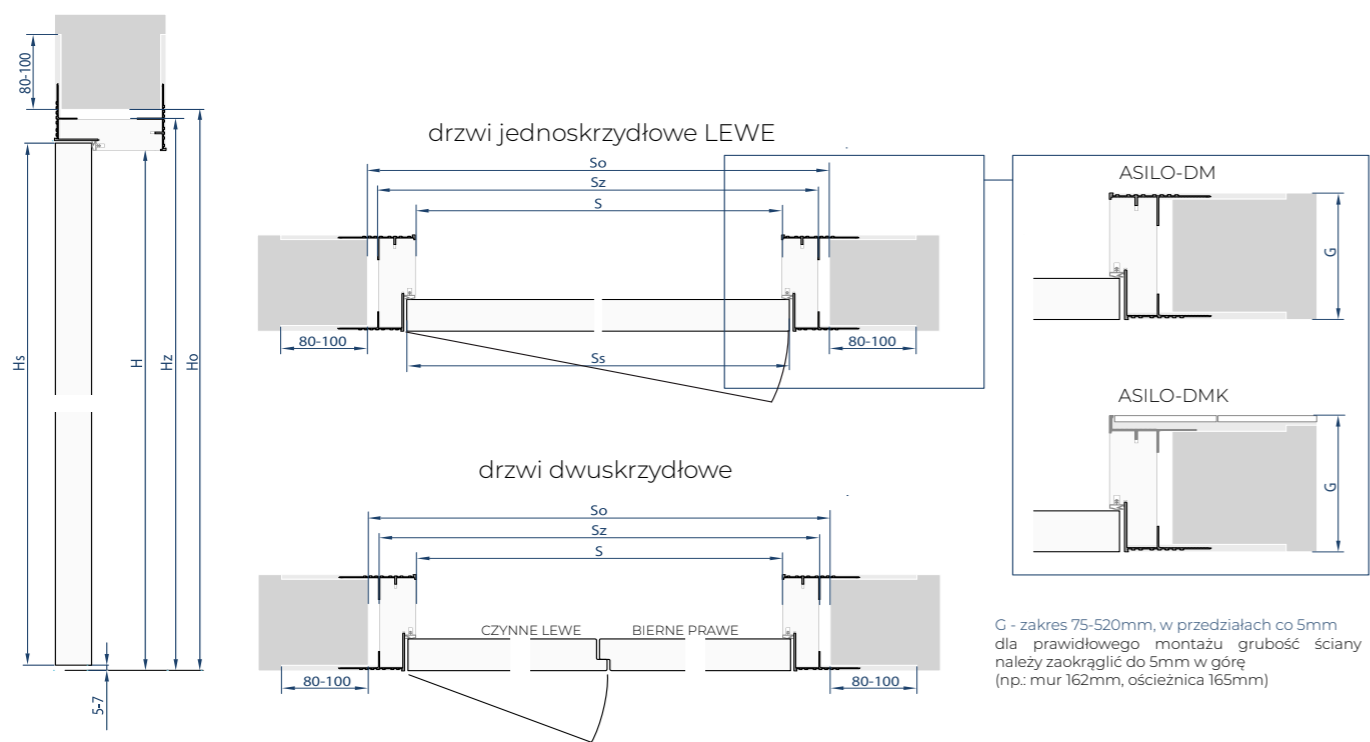 80-100
Hs
H
Hz
Ho
5-7
drzwi jednoskrzydłowe LEWE
So
Sz
S
80-100
Ss
80-100
drzwi dwuskrzydłowe
So
Sz
S
CZYNNE LEWE
BIERNE PRAWE
80-100
80-100
ASILO-DM
G
ASILO-DMK
G
G - zakres 75-520mm, w przedziałach co 5mm
dla prawidłowego montażu grubość ściany
należy zaokrąglić do 5mm w górę
(np.: mur 162mm, ościeżnica 165mm)